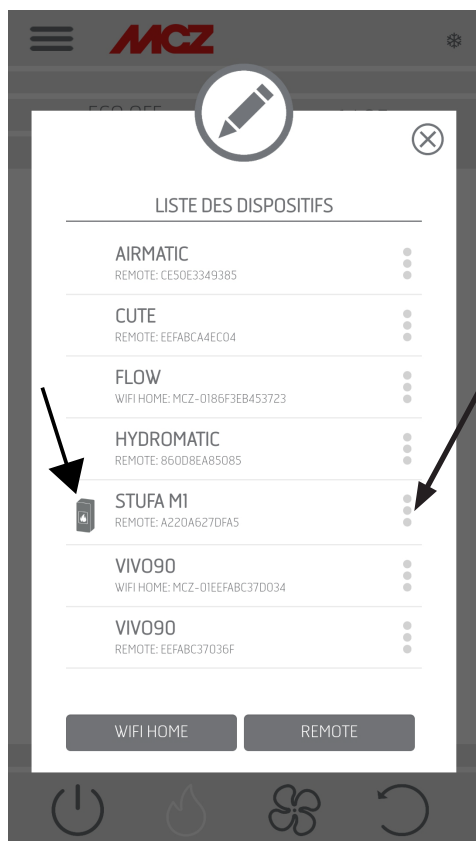 MCZ
ECO OFF
LISTE DES DISPOSITIFS
AIRMATIC
REMOTE: CE50E3349385
CUTE
REMOTE: EEFABCA4EC04
FLOW
WIFI HOME: MCZ-0186F3EB453723
HYDROMATIC
REMOTE: 860D8EA85085
STUFA M1
REMOTE: A220A627DFA5
VIVO90
WIFI HOME: MCZ-01EEFABC37D034
VIVO90
REMOTE: EEFABC37036F
WIFI HOME
REMOTE